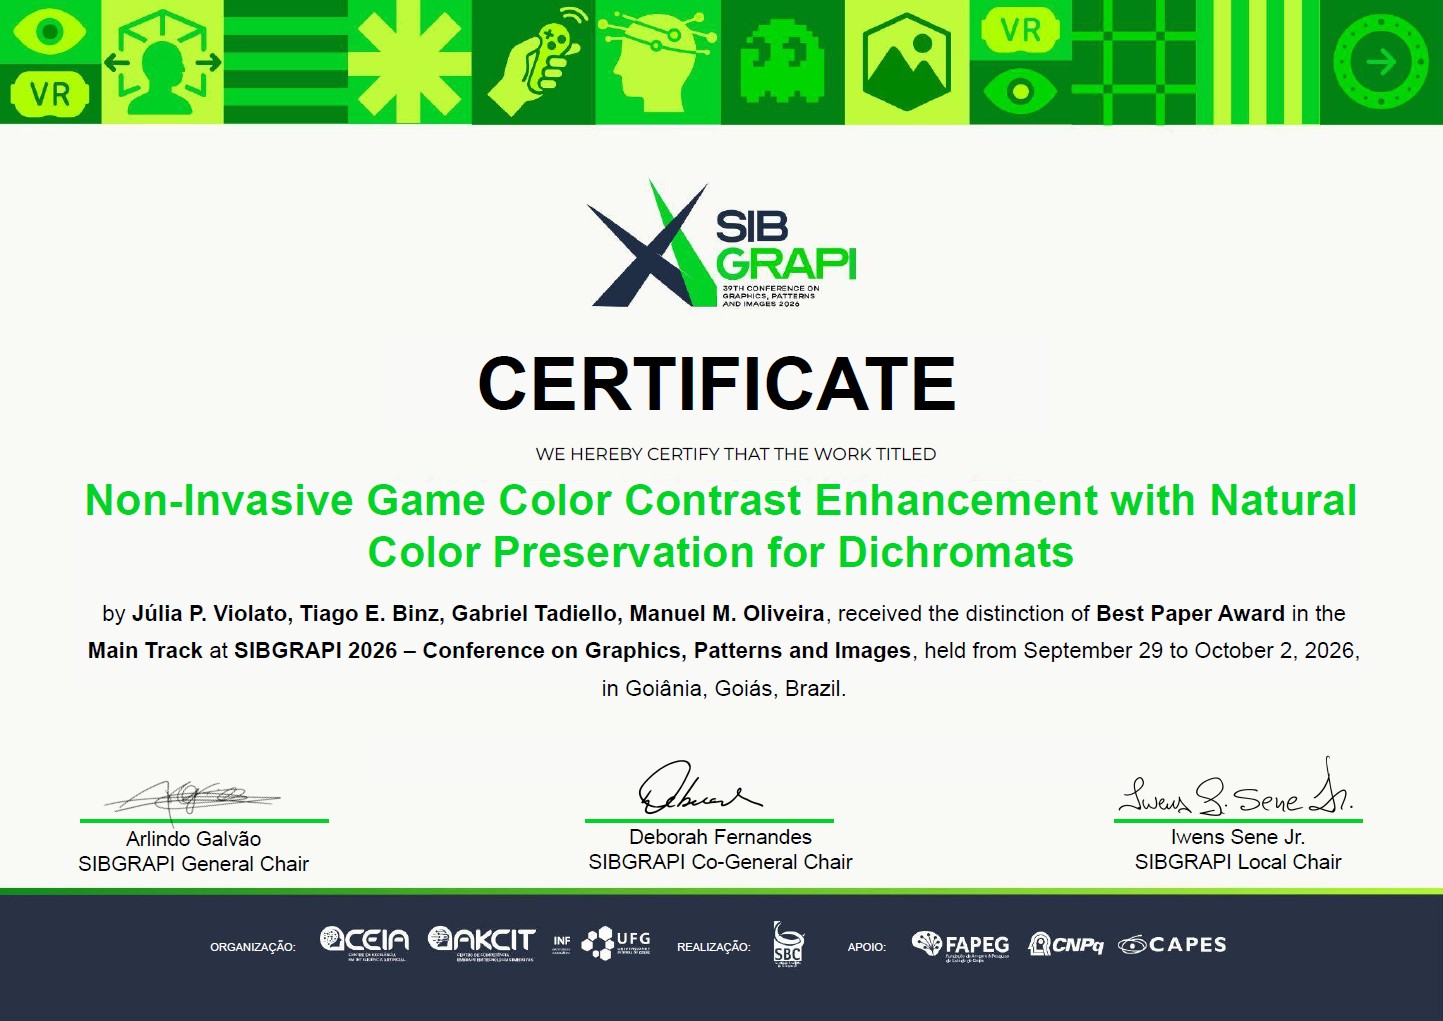 VR
VR
SIB
GRAPI
39TH CONFERENCE ON
GRAPHICS, PATTERNS
AND IMAGES 2026
CERTIFICATE
WE HEREBY CERTIFY THAT THE WORK TITLED
Non-Invasive Game Color Contrast Enhancement with Natural
Color Preservation for Dichromats
by Júlia P. Violato, Tiago E. Binz, Gabriel Tadiello, Manuel M. Oliveira, received the distinction of Best Paper Award in the
Main Track at SIBGRAPI 2026 – Conference on Graphics, Patterns and Images, held from September 29 to October 2, 2026,
in Goiânia, Goiás, Brazil.
Iwens S. Sene Jr.
Arlindo Galvão
SIBGRAPI General Chair
Deborah Fernandes
SIBGRAPI Co-General Chair
Iwens Sene Jr.
SIBGRAPI Local Chair
ORGANIZAÇÃO:
CEIA
AKCIT
INF
UFG
REALIZAÇÃO:
SBC
APOIO:
FAPEG
CNPq
CAPES